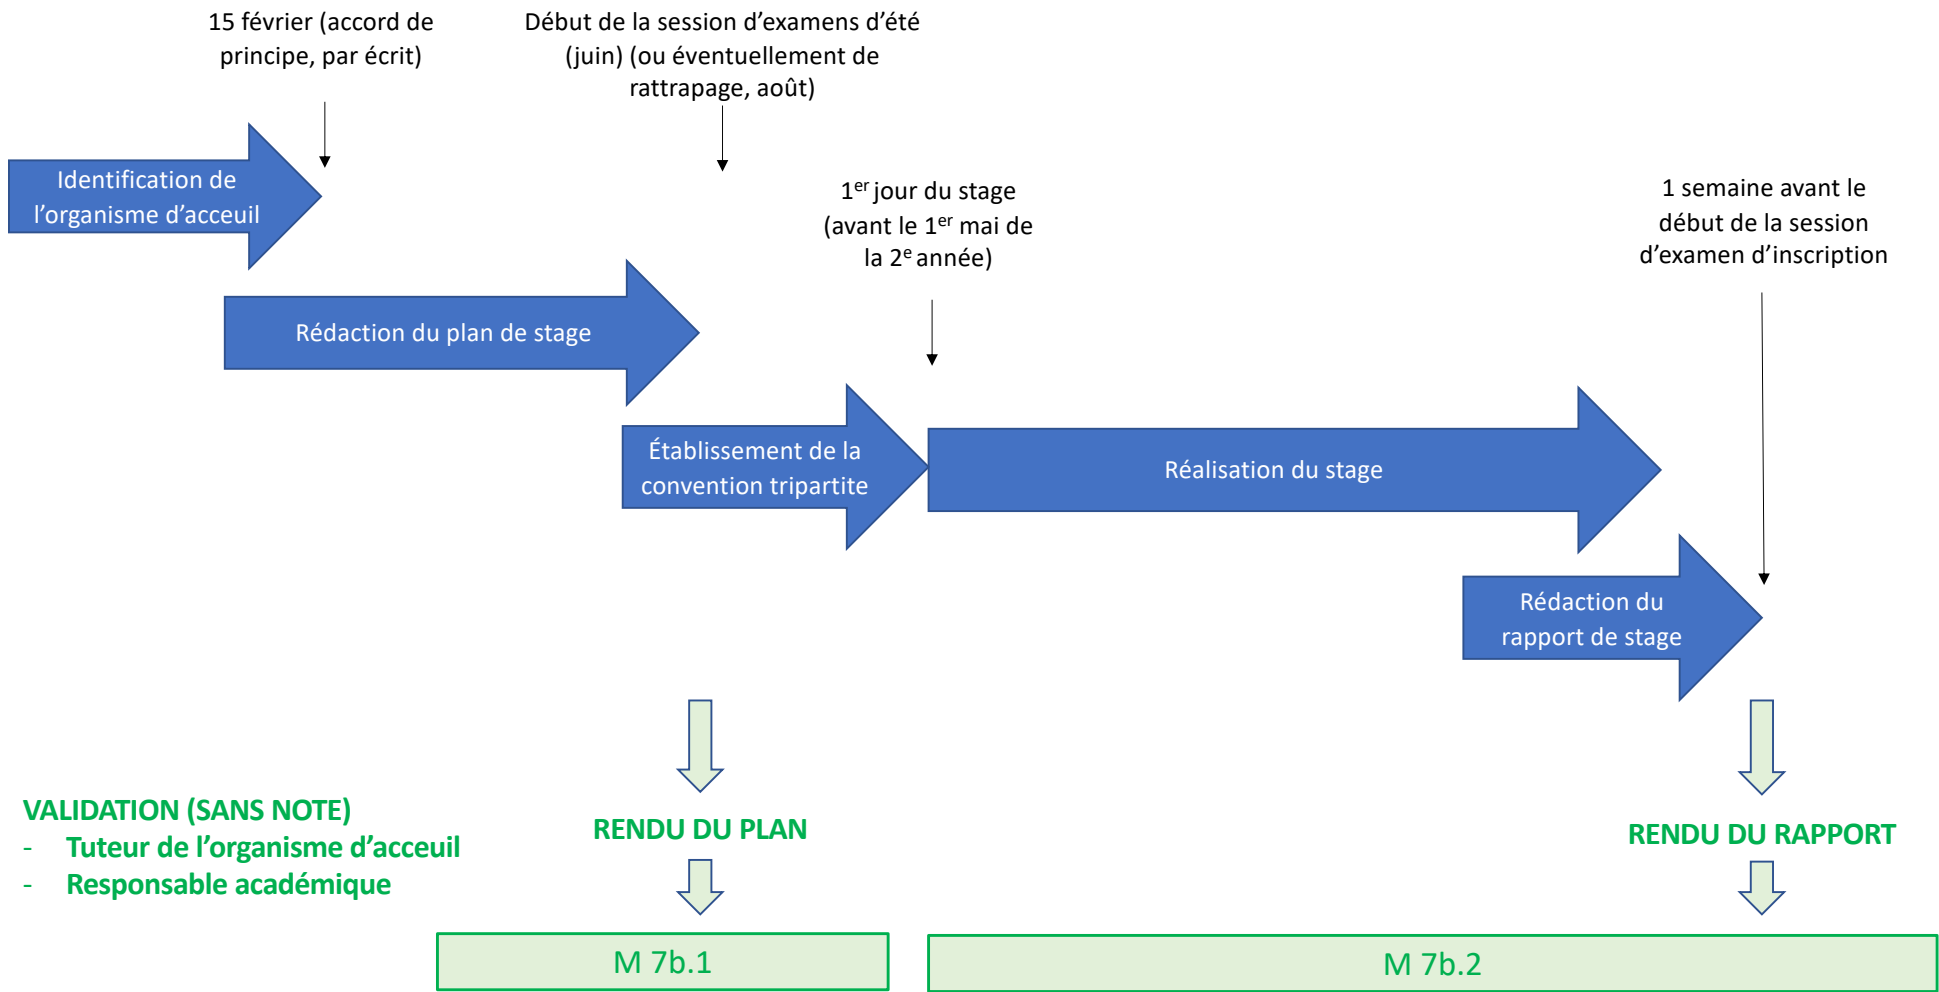 15 février (accord de
principe, par écrit)
Début de la session d’examens d’été
(juin) (ou éventuellement de
rattrapage, août)
Identification de
l’organisme d’acceuil
1er jour du stage
(avant le 1er mai de
la 2e année)
1 semaine avant le
début de la session
d’examen d’inscription
Rédaction du plan de stage
Établissement de la
convention tripartite
Réalisation du stage
Rédaction du
rapport de stage
VALIDATION (SANS NOTE)
- Tuteur de l’organisme d’acceuil
- Responsable académique
RENDU DU PLAN
RENDU DU RAPPORT
M 7b.1
M 7b.2